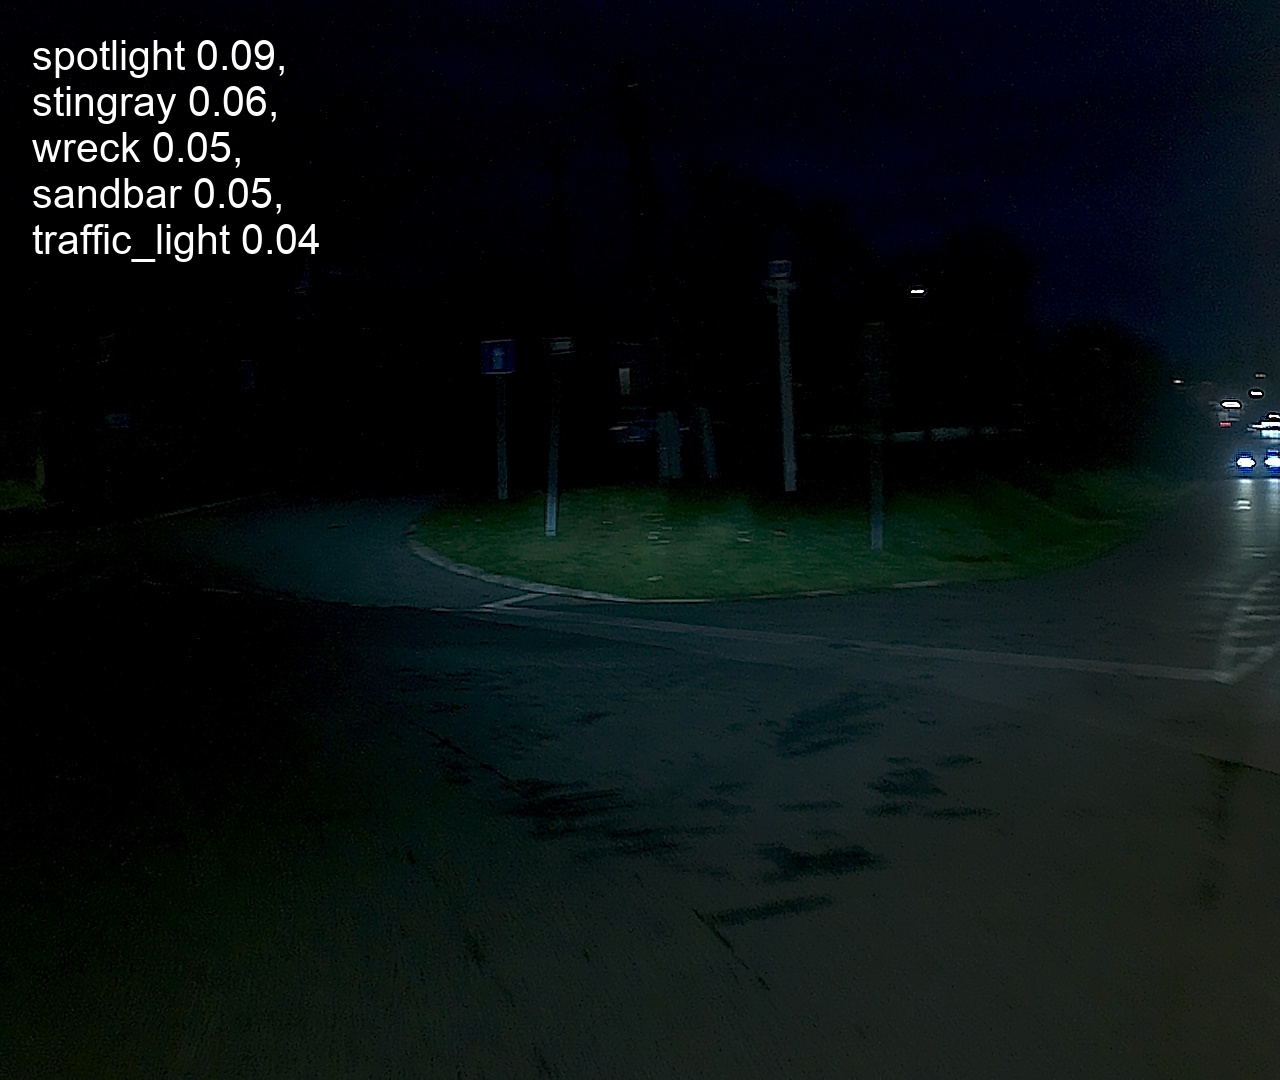 spotlight 0.09,
stingray 0.06,
wreck 0.05,
sandbar 0.05,
traffic_light 0.04